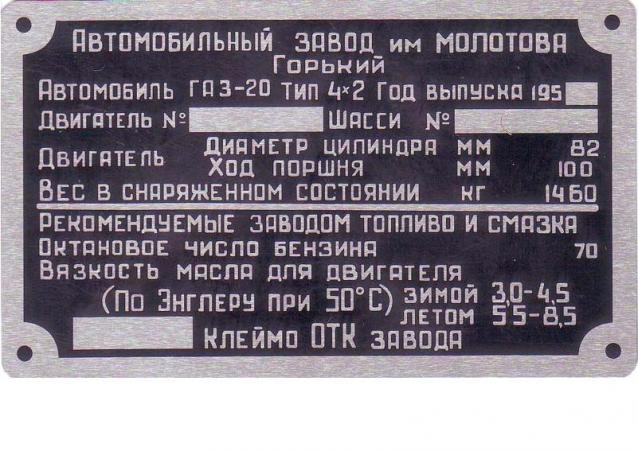 Автомобильный завод им Молотова
Горький
Автомобиль ГАЗ-20 тип 4×2 Год выпуска 195
Двигатель № Шасси №
Двигатель Диаметр цилиндра мм 82
Ход поршня мм 100
Вес в снаряженном состоянии кг 1460
Рекомендуемые заводом топливо и смазка
Октановое число бензина 70
Вязкость масла для двигателя
(По Энглеру при 50°С) зимой 3,0-4,5
летом 5,5-8,5
Клеймо ОТК завода